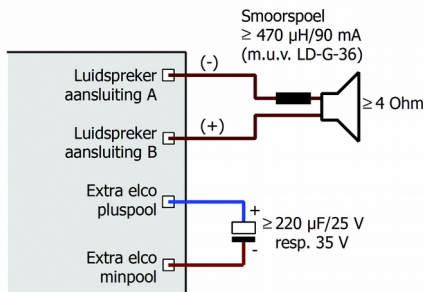 Smoorspoel
≥ 470 µH/90 mA
(m.u.v. LD-G-36)
Luidspreker
aansluiting A
(-)
≥ 4 Ohm
Luidspreker
aansluiting B
(+)
Extra elco
pluspool
+
≥ 220 µF/25 V
resp. 35 V
-
Extra elco
minpool